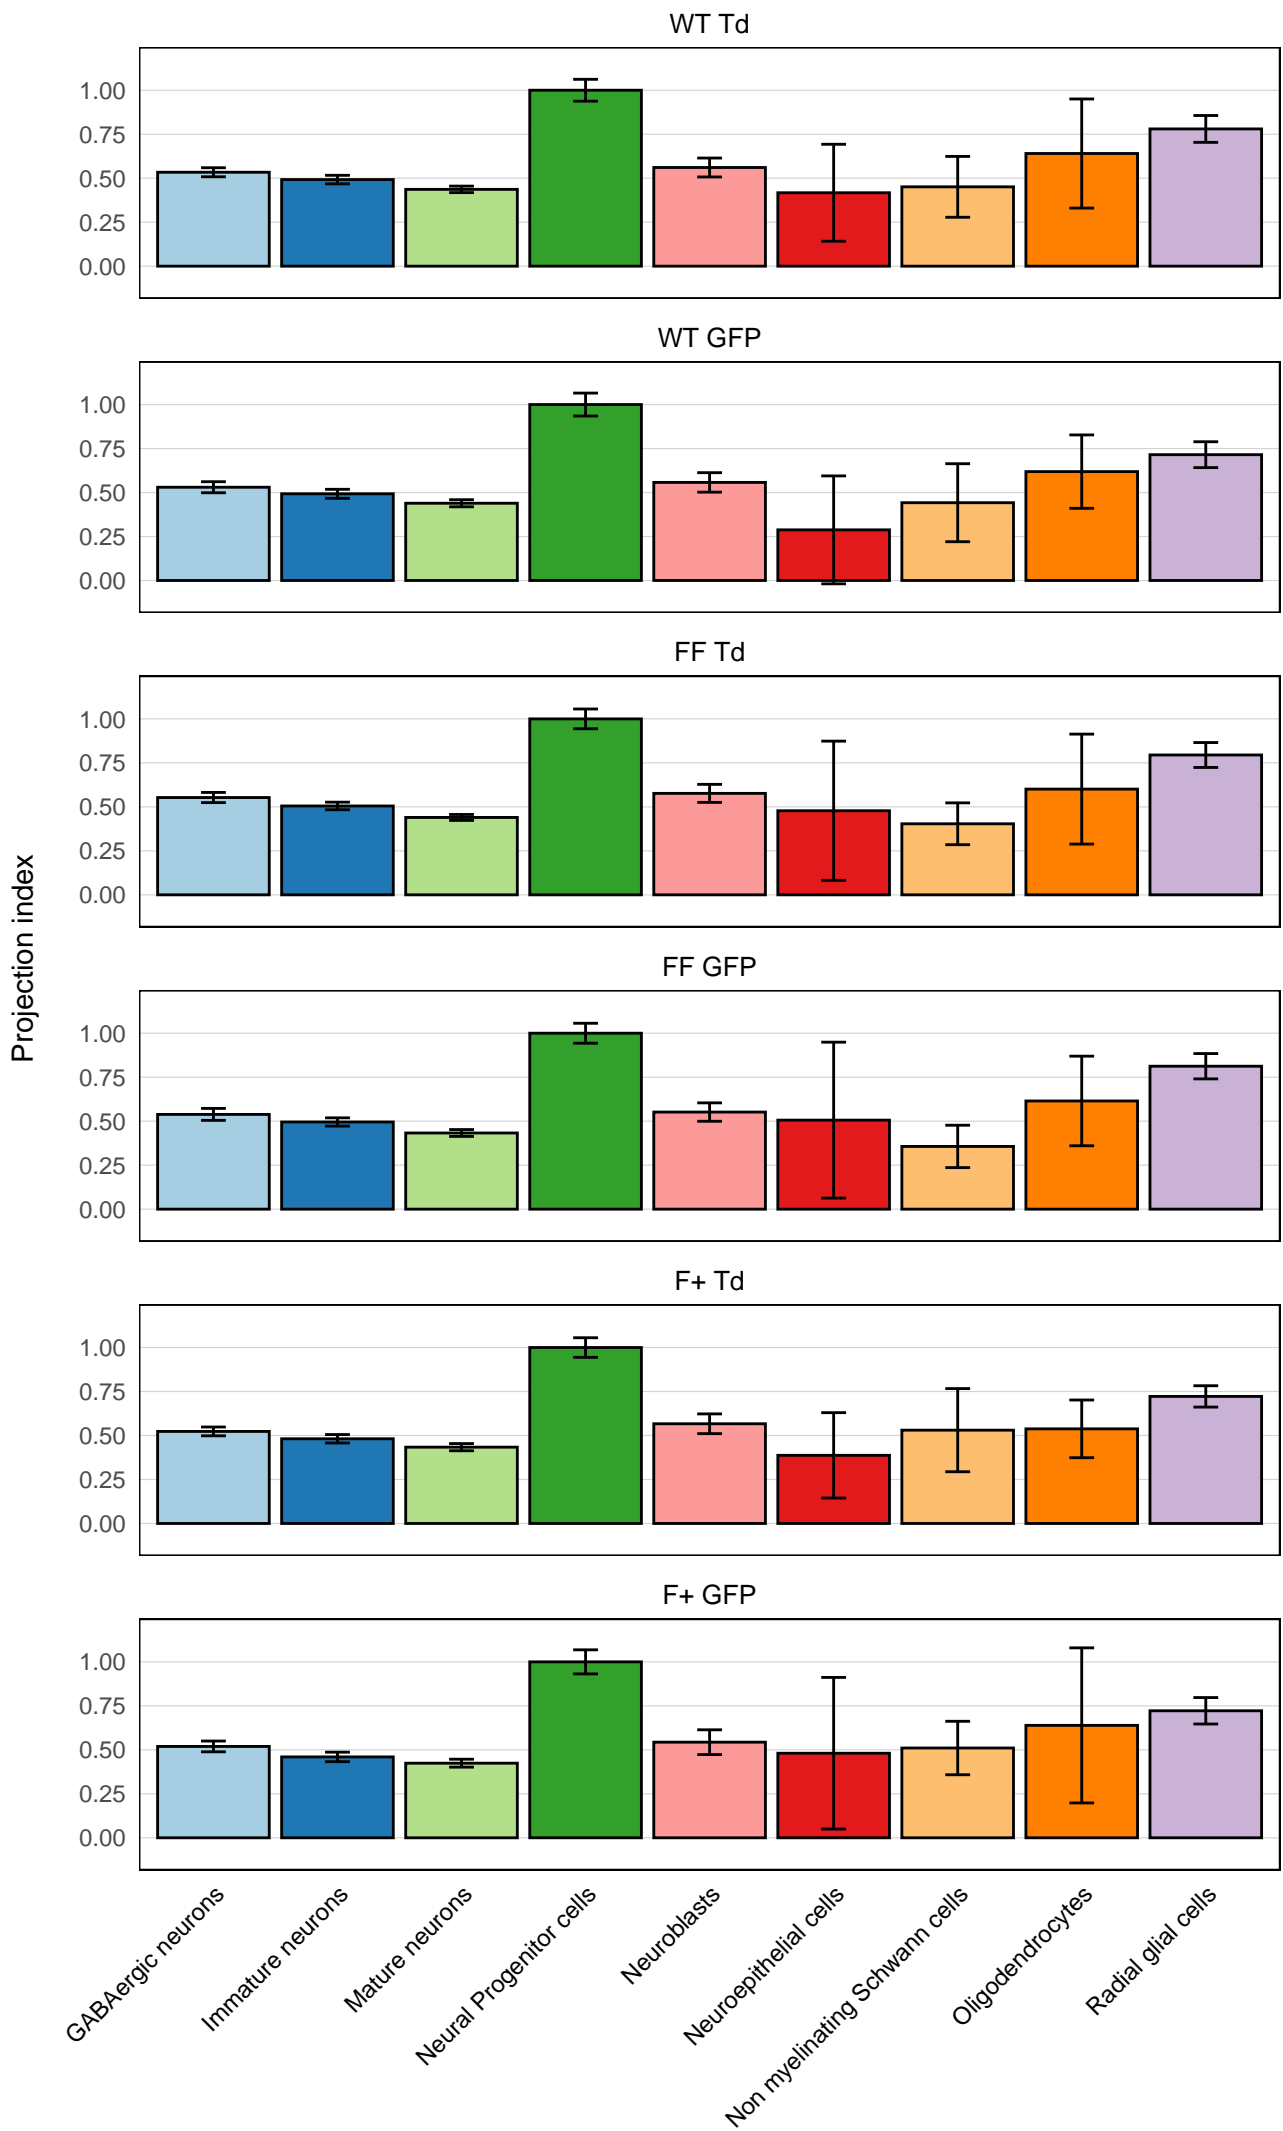 WT Td
1.00
0.75
0.50
0.25
0.00
WT GFP
1.00
0.75
0.50
0.25
0.00
FF Td
1.00
0.75
0.50
0.25
0.00
Projection index
FF GFP
1.00
0.75
0.50
0.25
0.00
F+ Td
1.00
0.75
0.50
0.25
0.00
F+ GFP
1.00
0.75
0.50
0.25
0.00
GABAergic neurons
Immature neurons
Mature neurons
Neural Progenitor cells
Neuroblasts
Neuroepithelial cells
Non myelinating Schwann cells
Oligodendrocytes
Radial glial cells